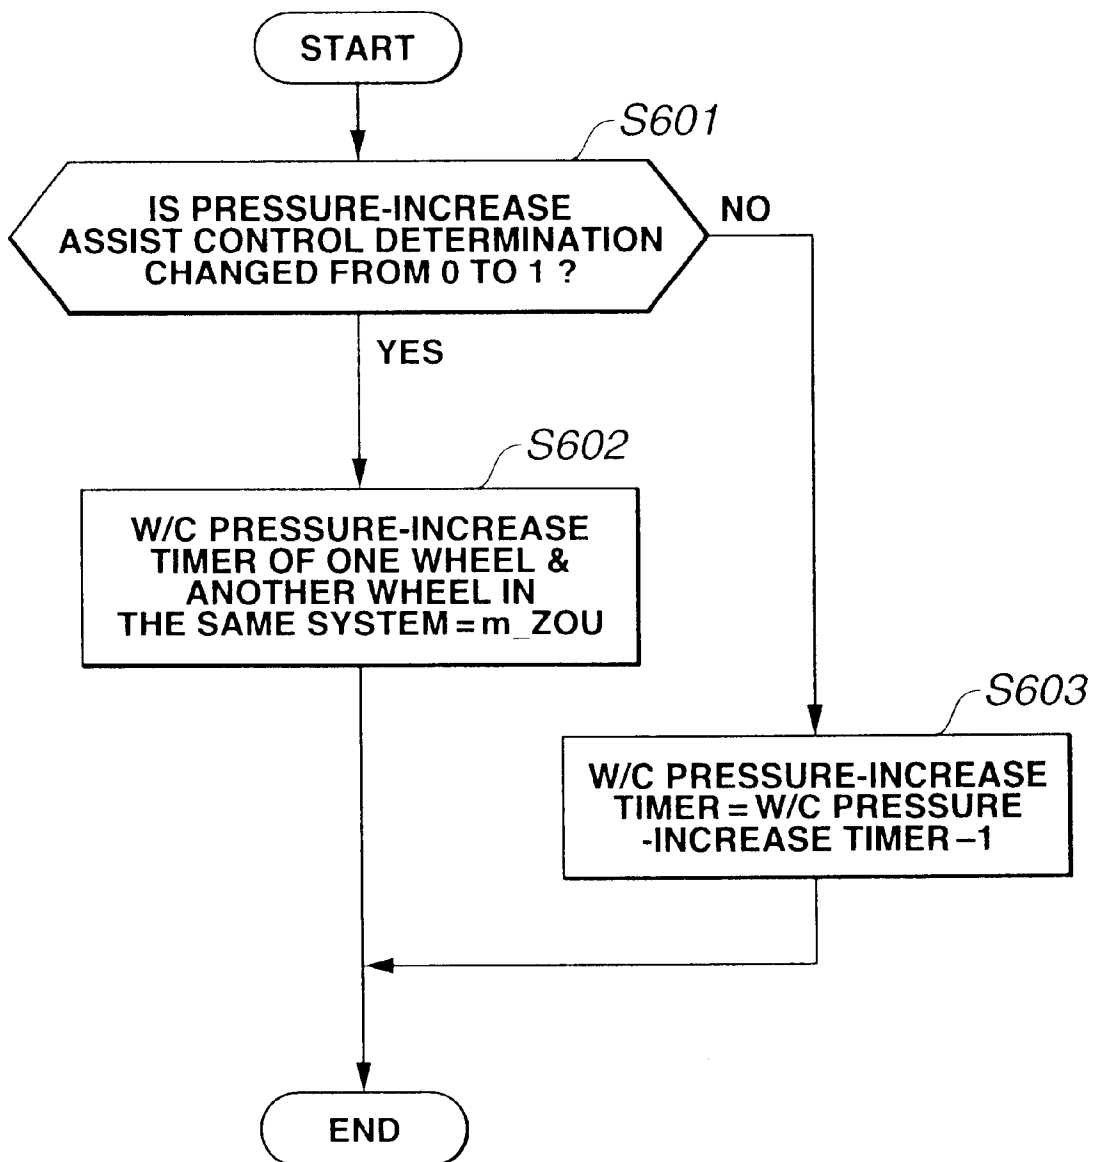 START
S601
IS PRESSURE-INCREASE
ASSIST CONTROL DETERMINATION
CHANGED FROM 0 TO 1 ?
NO
YES
S602
W/C PRESSURE-INCREASE
TIMER OF ONE WHEEL &
ANOTHER WHEEL IN
THE SAME SYSTEM=m_ZOU
S603
W/C PRESSURE-INCREASE
TIMER=W/C PRESSURE
-INCREASE TIMER–1
END